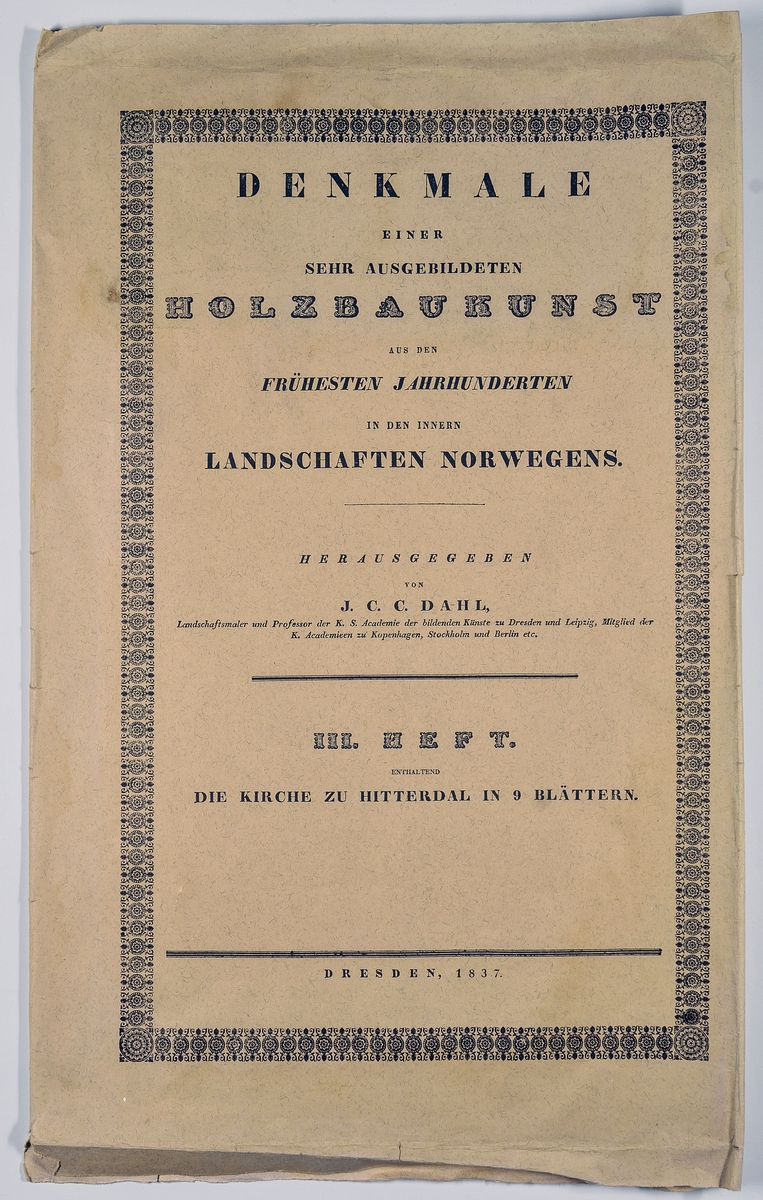 DENKMALE
EINER
SEHR AUSGEBILDETEN
HOLZBAUKUNST
AUS DEN
FRÜHESTEN JAHRHUNDERTEN
IN DEN INNERN
LANDSCHAFTEN NORWEGENS.
HERAUSGEGEBEN
VON
J. C. C. DAHL,
Landschaftsmaler und Professor der K. S. Academie der bildenden Künste zu Dresden und Leipzig, Mitglied der
K. Academieen zu Kopenhagen, Stockholm und Berlin etc.
III. HEFT.
ENTHALTEND
DIE KIRCHE ZU HITTERDAL IN 9 BLÄTTERN.
DRESDEN, 1837.